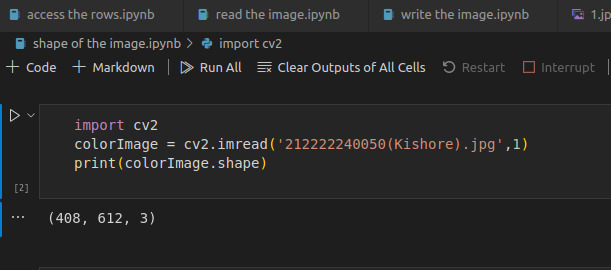 access the rows.ipynb read the image.ipynb write the image.ipynb 1.jp
shape of the image.ipynb > import cv2
+ Code + Markdown | Run All Clear Outputs of All Cells Restart Interrupt |
import cv2
colorImage = cv2.imread('212222240050(Kishore).jpg',1)
print(colorImage.shape)
[2]
... (408, 612, 3)